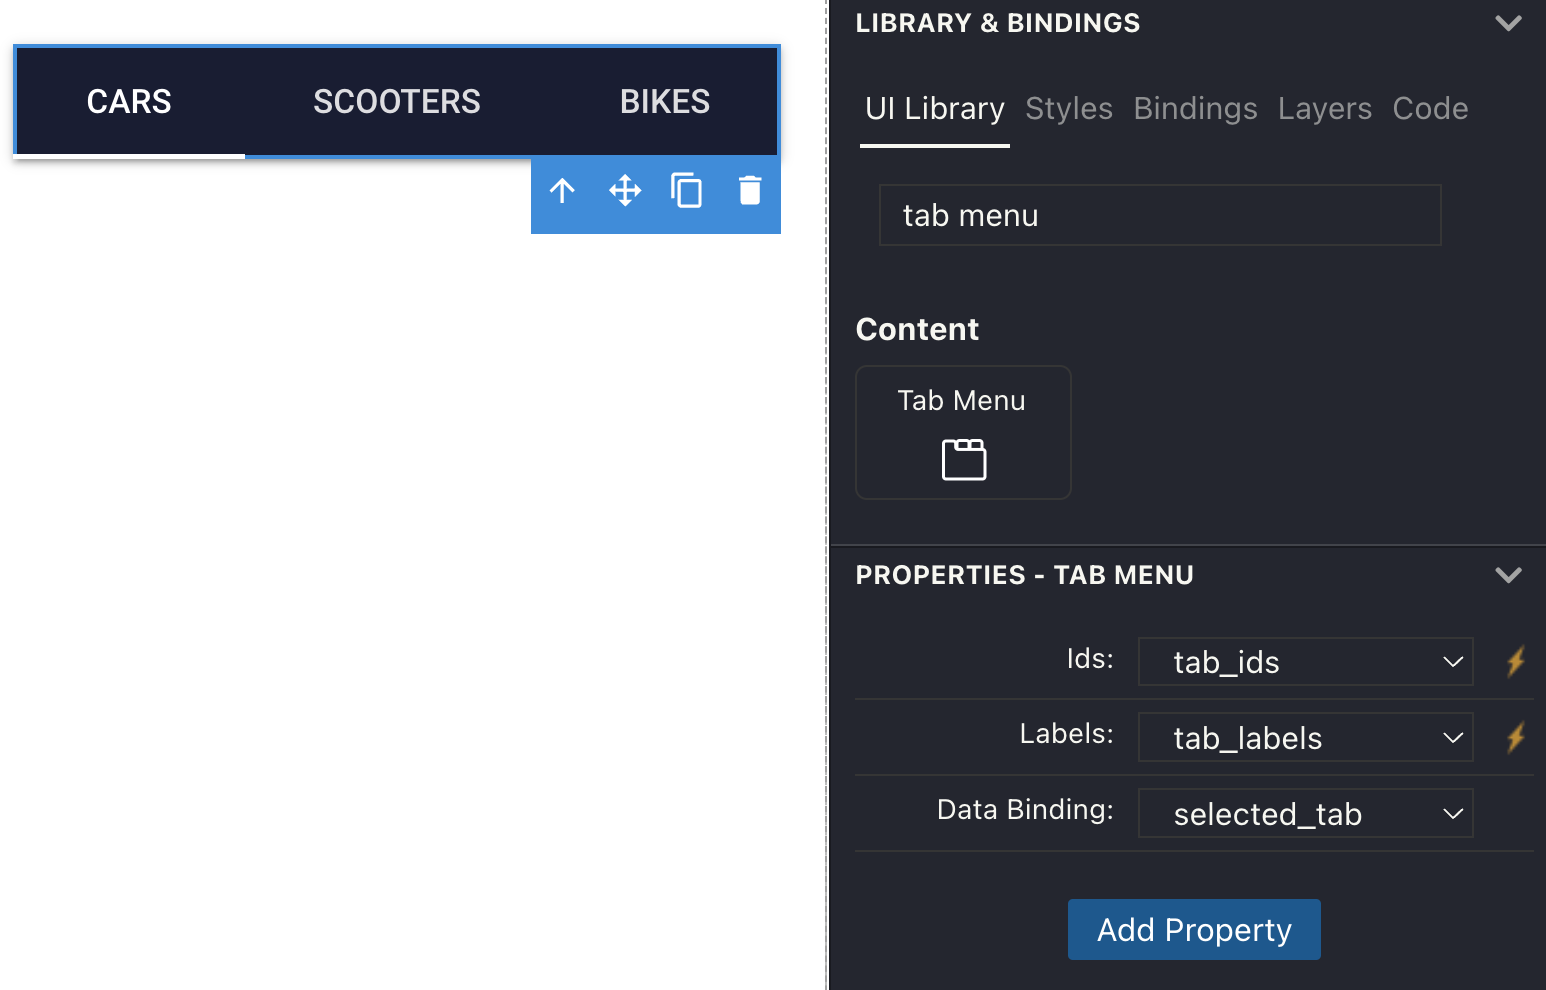 CARS SCOOTERS BIKES
LIBRARY & BINDINGS
UI Library Styles Bindings Layers Code
tab menu
Content
Tab Menu
PROPERTIES - TAB MENU
Ids: tab_ids
Labels: tab_labels
Data Binding: selected_tab
Add Property